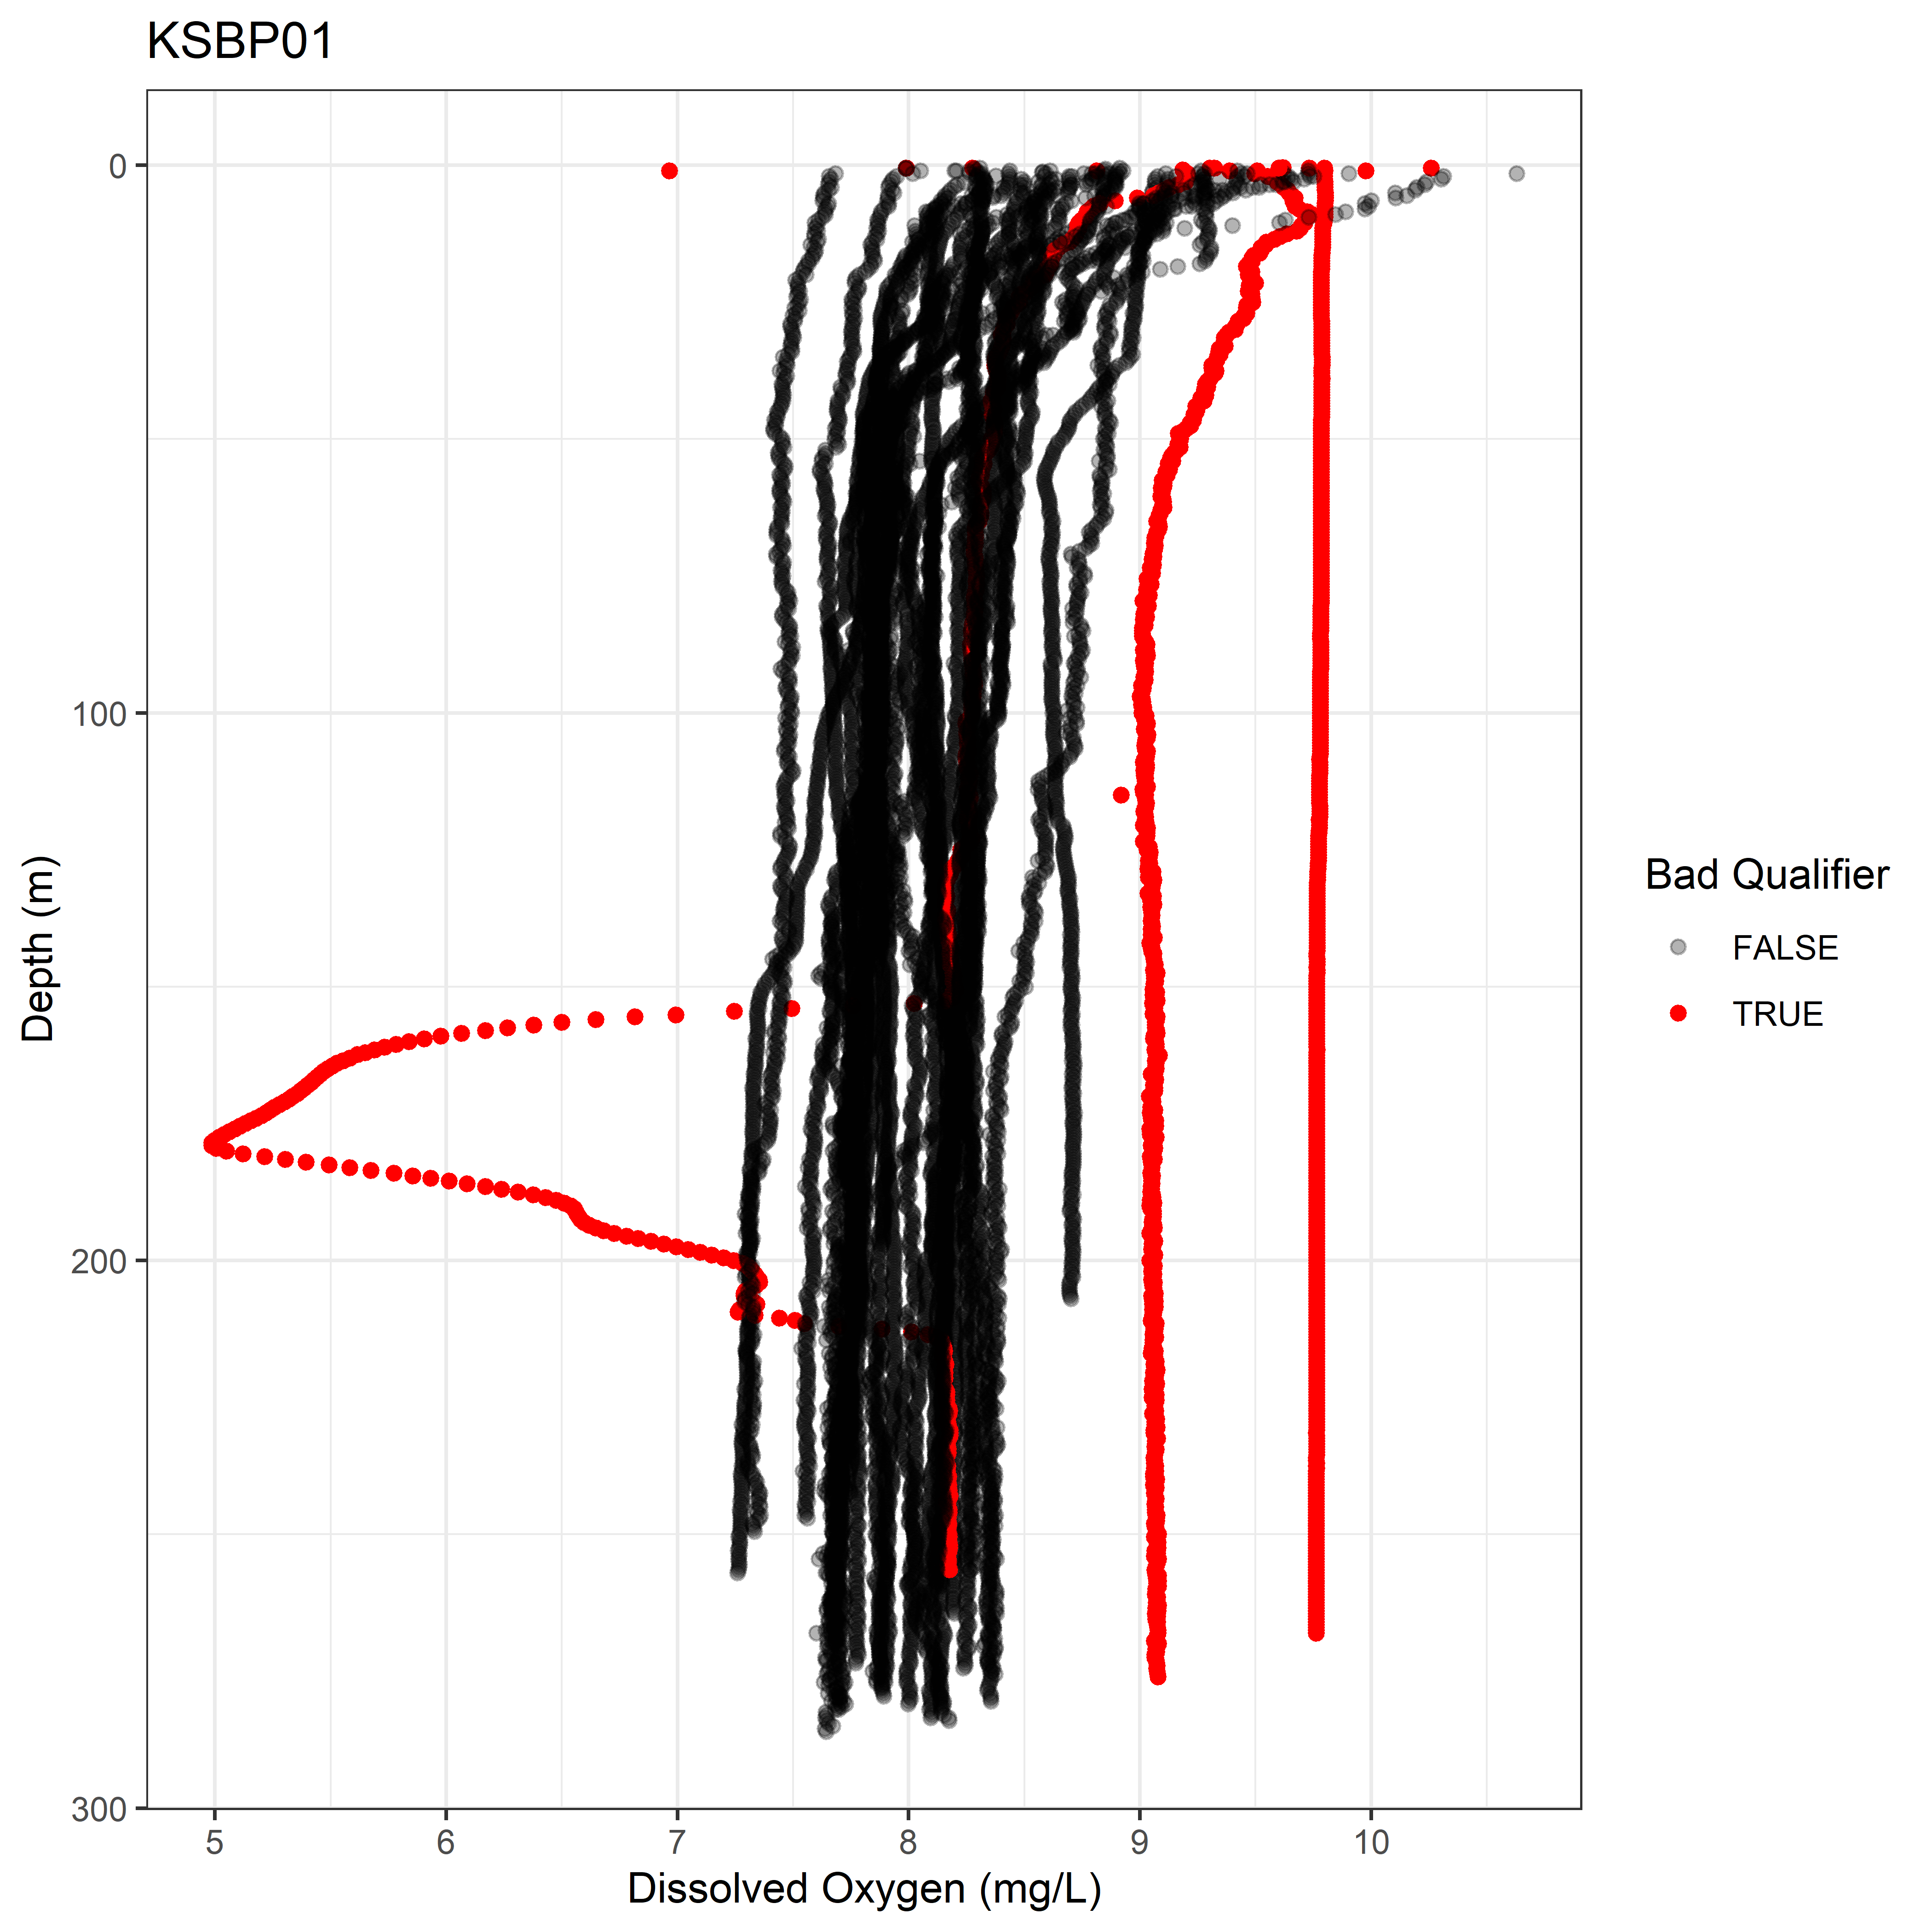 KSBP01
0
100
200
300
Depth (m)
5 6 7 8 9 10
Dissolved Oxygen (mg/L)
Bad Qualifier
FALSE
TRUE